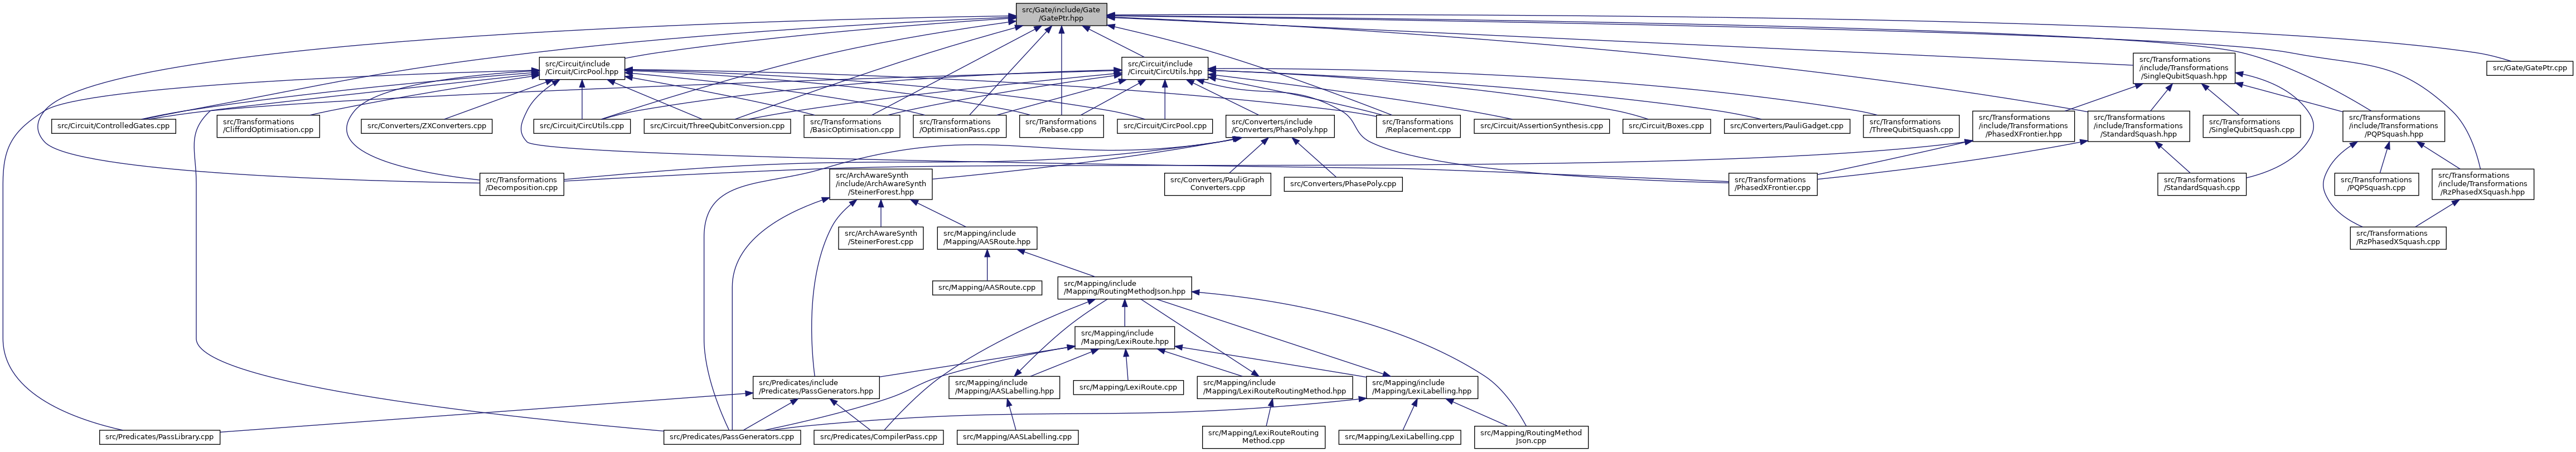 src/Gate/include/Gate
/GatePtr.hpp
src/Circuit/include
/Circuit/CircPool.hpp
src/Circuit/include
/Circuit/CircUtils.hpp
src/Transformations
/include/Transformations
/SingleQubitSquash.hpp
src/Gate/GatePtr.cpp
src/Circuit/ControlledGates.cpp
src/Transformations
/CliffordOptimisation.cpp
src/Converters/ZXConverters.cpp
src/Circuit/CircUtils.cpp
src/Circuit/ThreeQubitConversion.cpp
src/Transformations
/BasicOptimisation.cpp
src/Transformations
/OptimisationPass.cpp
src/Transformations
/Rebase.cpp
src/Circuit/CircPool.cpp
src/Converters/include
/Converters/PhasePoly.hpp
src/Transformations
/Replacement.cpp
src/Circuit/AssertionSynthesis.cpp
src/Circuit/Boxes.cpp
src/Converters/PauliGadget.cpp
src/Transformations
/ThreeQubitSquash.cpp
src/Transformations
/include/Transformations
/PhasedXFrontier.hpp
src/Transformations
/include/Transformations
/StandardSquash.hpp
src/Transformations
/SingleQubitSquash.cpp
src/Transformations
/include/Transformations
/PQPSquash.hpp
src/Transformations
/Decomposition.cpp
src/ArchAwareSynth
/include/ArchAwareSynth
/SteinerForest.hpp
src/Converters/PauliGraph
Converters.cpp
src/Converters/PhasePoly.cpp
src/Transformations
/PhasedXFrontier.cpp
src/Transformations
/StandardSquash.cpp
src/Transformations
/PQPSquash.cpp
src/Transformations
/include/Transformations
/RzPhasedXSquash.hpp
src/ArchAwareSynth
/SteinerForest.cpp
src/Mapping/include
/Mapping/AASRoute.hpp
src/Transformations
/RzPhasedXSquash.cpp
src/Mapping/AASRoute.cpp
src/Mapping/include
/Mapping/RoutingMethodJson.hpp
src/Mapping/include
/Mapping/LexiRoute.hpp
src/Predicates/include
/Predicates/PassGenerators.hpp
src/Mapping/include
/Mapping/AASLabelling.hpp
src/Mapping/LexiRoute.cpp
src/Mapping/include
/Mapping/LexiRouteRoutingMethod.hpp
src/Mapping/include
/Mapping/LexiLabelling.hpp
src/Predicates/PassLibrary.cpp
src/Predicates/PassGenerators.cpp
src/Predicates/CompilerPass.cpp
src/Mapping/AASLabelling.cpp
src/Mapping/LexiRouteRouting
Method.cpp
src/Mapping/LexiLabelling.cpp
src/Mapping/RoutingMethod
Json.cpp